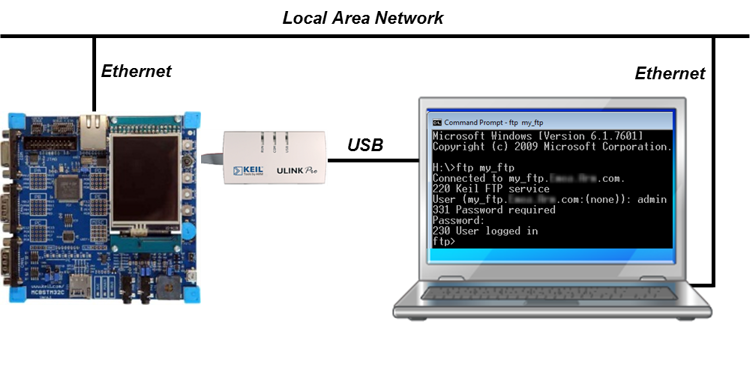 Local Area Network
Ethernet
Ethernet
USB
KEIL
ULINK Pro
Command Prompt - ftp my_ftp
Microsoft Windows [Version 6.1.7601]
Copyright (c) 2009 Microsoft Corporation.
H:\>ftp my_ftp
Connected to my_ftp. .com.
220 Keil FTP service
User (my_ftp. .com:(none)): admin
331 Password required
Password:
230 User logged in
ftp>
MCBSTM32C